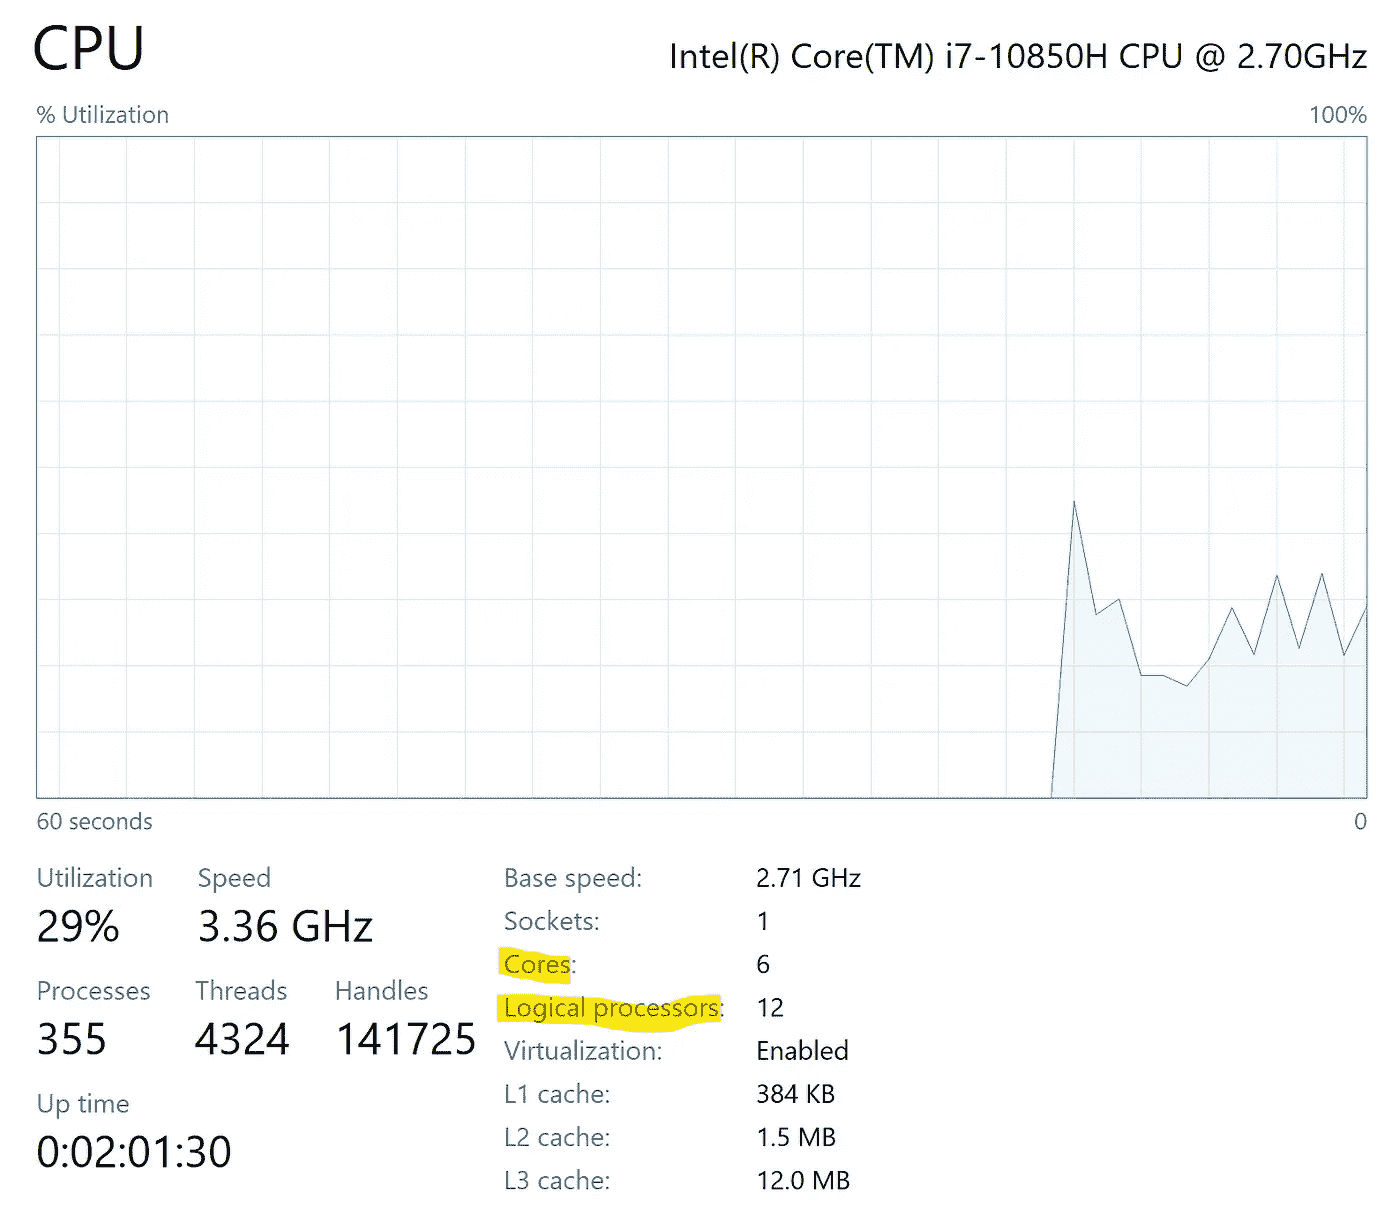 CPU
Intel(R) Core(TM) i7-10850H CPU @ 2.70GHz
% Utilization 100%
60 seconds 0
Utilization Speed
29% 3.36 GHz
Processes Threads Handles
355 4324 141725
Up time
0:02:01:30
Base speed: 2.71 GHz
Sockets: 1
Cores: 6
Logical processors: 12
Virtualization: Enabled
L1 cache: 384 KB
L2 cache: 1.5 MB
L3 cache: 12.0 MB